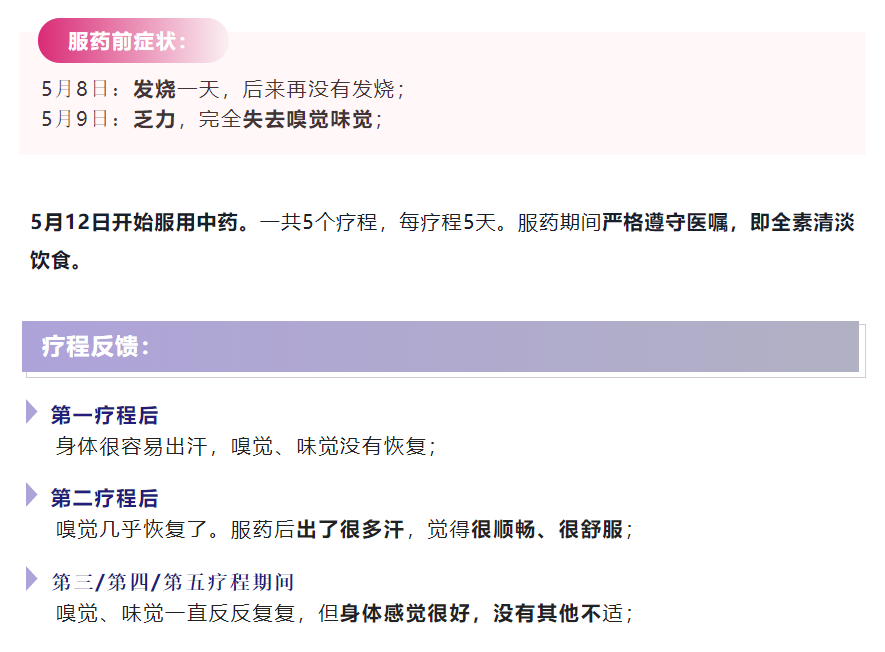 服药前症状：
5月8日：发烧一天，后来再没有发烧；
5月9日：乏力，完全失去嗅觉味觉；
5月12日开始服用中药。一共5个疗程，每疗程5天。服药期间严格遵守医嘱，即全素清淡
饮食。
疗程反馈：
第一疗程后
身体很容易出汗，嗅觉、味觉没有恢复；
第二疗程后
嗅觉几乎恢复了。服药后出了很多汗，觉得很顺畅、很舒服；
第三/第四/第五疗程期间
嗅觉、味觉一直反反复复，但身体感觉很好，没有其他不适；